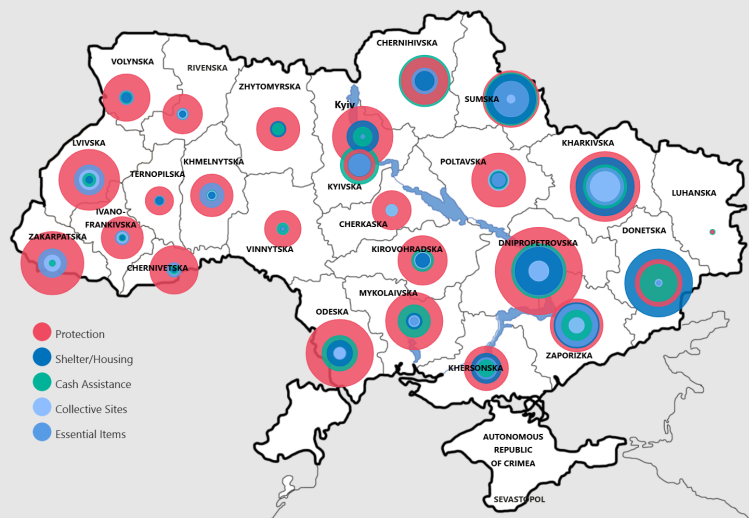 CHERNIHIVSKA
VOLYNSKA
RIVENSKA
ZHYTOMYRSKA
Kyiv
SUMSKA
LVIVSKA
KHARKIVSKA
KHMELNYTSKA
POLTAVSKA
TERNOPILSKA
KYIVSKA
LUHANSKA
IVANO-
FRANKIVSKA
CHERKASKA
DONETSKA
ZAKARPATSKA
VINNYTSKA
KIROVOHRADSKA
DNIPROPETROVSKA
CHERNIVETSKA
MYKOLAIVSKA
ODESKA
ZAPORIZKA
KHERSONSKA
Protection
Shelter/Housing
Cash Assistance
Collective Sites
Essential Items
AUTONOMOUS
REPUBLIC
OF CRIMEA
SEVASTOPOL